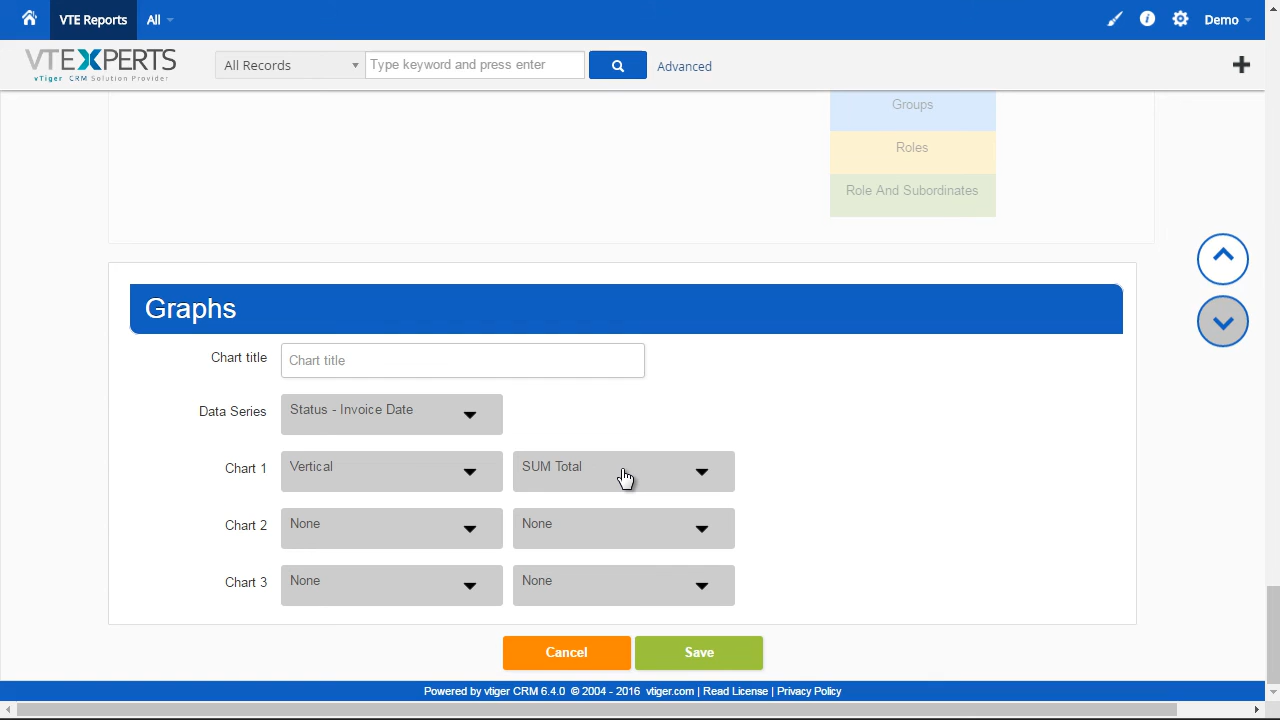 VTE Reports All Demo
VTEXPERTS
vTiger CRM Solution Provider
All Records Type keyword and press enter Advanced
Groups
Roles
Role And Subordinates
Graphs
Chart title Chart title
Data Series Status - Invoice Date
Chart 1 Vertical SUM Total
Chart 2 None None
Chart 3 None None
Cancel Save
Powered by vtiger CRM 6.4.0 © 2004 - 2016 vtiger.com | Read License | Privacy Policy